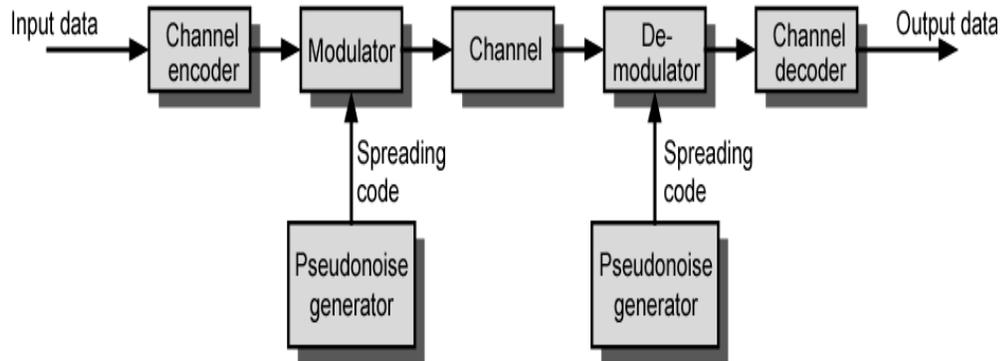 Input data
Channel
encoder
Modulator
Channel
De-
modulator
Channel
decoder
Output data
Spreading
code
Spreading
code
Pseudonoise
generator
Pseudonoise
generator